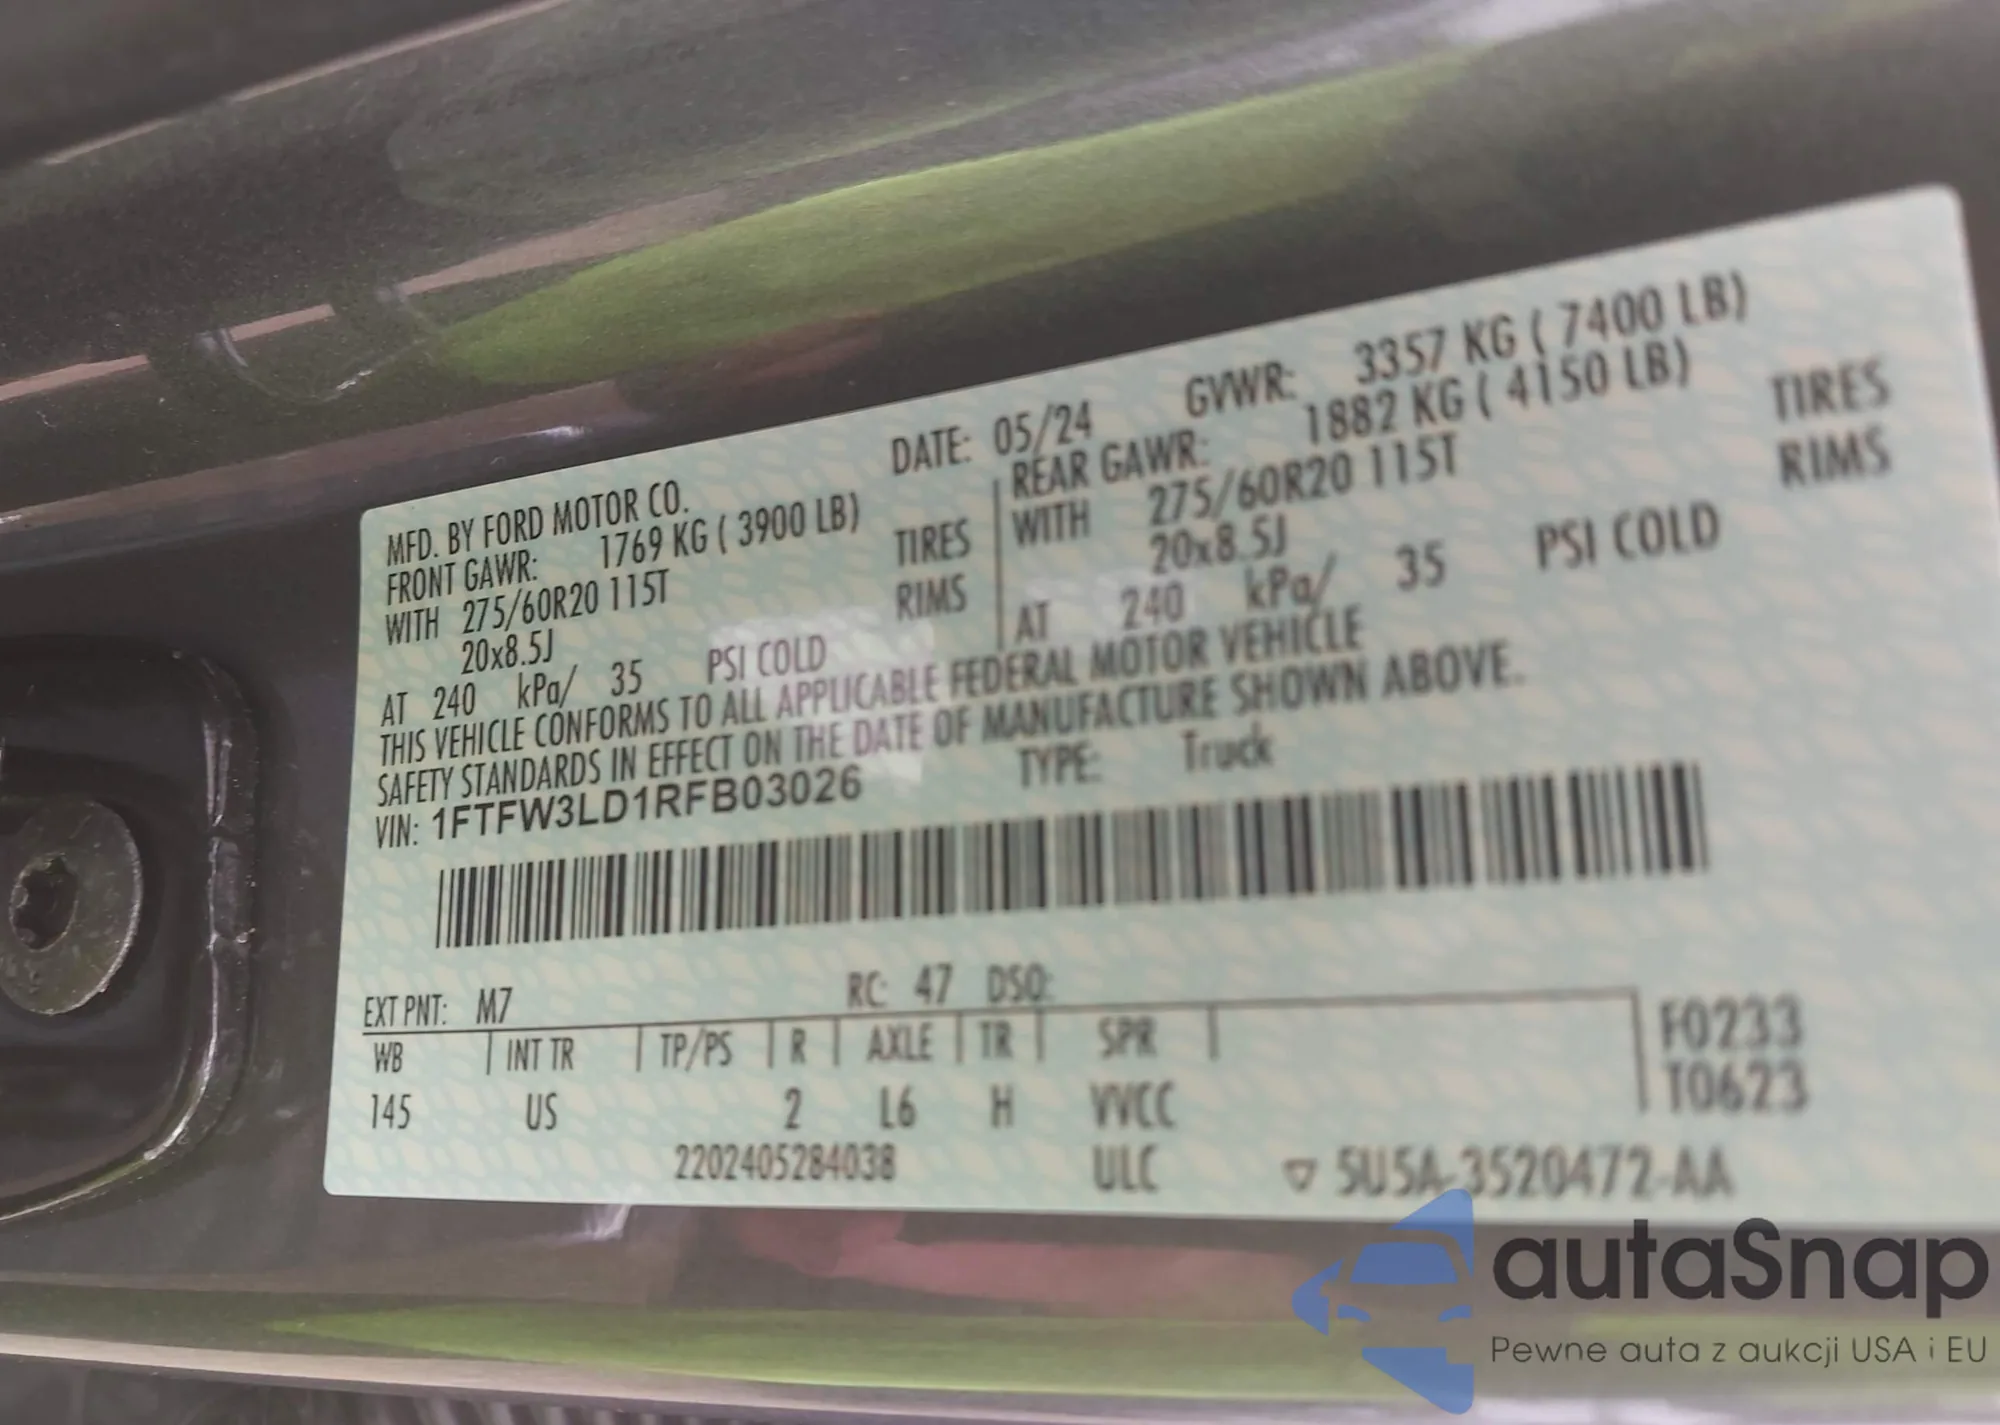 MFD. BY FORD MOTOR CO. DATE: 05/24 GVWR: 3357 KG ( 7400 LB)
FRONT GAWR: 1769 KG ( 3900 LB) REAR GAWR: 1882 KG ( 4150 LB)
WITH 275/60R20 115T TIRES WITH 275/60R20 115T TIRES
20x8.5J RIMS 20x8.5J RIMS
AT 240 kPa/ 35 PSI COLD AT 240 kPa/ 35 PSI COLD
THIS VEHICLE CONFORMS TO ALL APPLICABLE FEDERAL MOTOR VEHICLE
SAFETY STANDARDS IN EFFECT ON THE DATE OF MANUFACTURE SHOWN ABOVE.
VIN: 1FTFW3LD1RFB03026 TYPE: Truck
EXT PNT: M7 RC: 47 DSO:
WB INT TR TP/PS R AXLE TR SPR F0233
145 US 2 L6 H VVCC T0623
2202405284038 ULC ▽ 5U5A-3520472-AA
autaSnap
Pewne auta z aukcji USA i EU